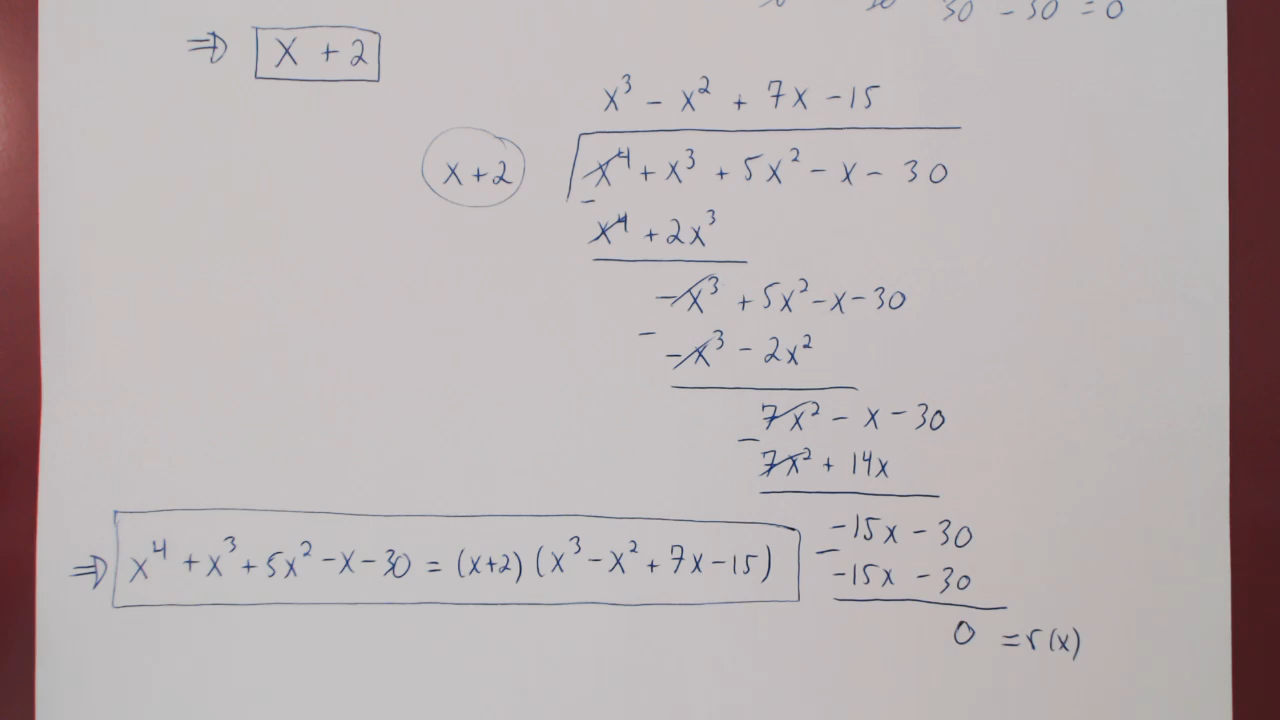 30 - 30 = 0
⇒ x + 2
x³ - x² + 7x - 15
x+2 x⁴ + x³ + 5x² - x - 30
-
x⁴ + 2x³
-x³ + 5x² - x - 30
-
-x³ - 2x²
7x² - x - 30
-
7x² + 14x
-15x - 30
-
-15x - 30
⇒ x⁴ + x³ + 5x² - x - 30 = (x+2)(x³ - x² + 7x - 15)
0 = r(x)